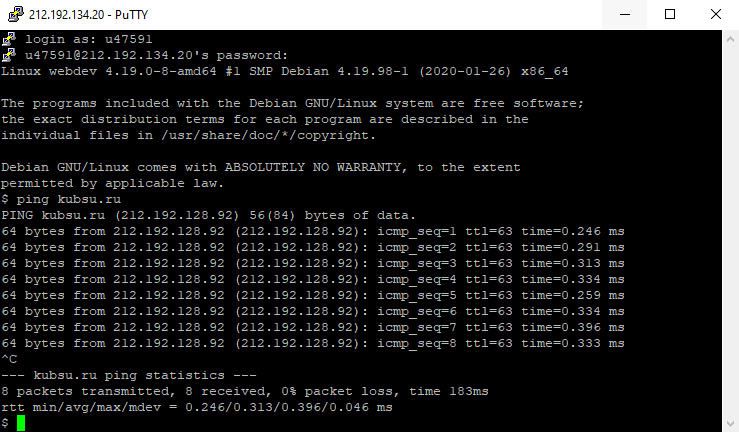 212.192.134.20 - PuTTY
login as: u47591
u47591@212.192.134.20's password:
Linux webdev 4.19.0-8-amd64 #1 SMP Debian 4.19.98-1 (2020-01-26) x86_64
The programs included with the Debian GNU/Linux system are free software;
the exact distribution terms for each program are described in the
individual files in /usr/share/doc/*/copyright.
Debian GNU/Linux comes with ABSOLUTELY NO WARRANTY, to the extent
permitted by applicable law.
$ ping kubsu.ru
PING kubsu.ru (212.192.128.92) 56(84) bytes of data.
64 bytes from 212.192.128.92 (212.192.128.92): icmp_seq=1 ttl=63 time=0.246 ms
64 bytes from 212.192.128.92 (212.192.128.92): icmp_seq=2 ttl=63 time=0.291 ms
64 bytes from 212.192.128.92 (212.192.128.92): icmp_seq=3 ttl=63 time=0.313 ms
64 bytes from 212.192.128.92 (212.192.128.92): icmp_seq=4 ttl=63 time=0.334 ms
64 bytes from 212.192.128.92 (212.192.128.92): icmp_seq=5 ttl=63 time=0.259 ms
64 bytes from 212.192.128.92 (212.192.128.92): icmp_seq=6 ttl=63 time=0.334 ms
64 bytes from 212.192.128.92 (212.192.128.92): icmp_seq=7 ttl=63 time=0.396 ms
64 bytes from 212.192.128.92 (212.192.128.92): icmp_seq=8 ttl=63 time=0.333 ms
^C
--- kubsu.ru ping statistics ---
8 packets transmitted, 8 received, 0% packet loss, time 183ms
rtt min/avg/max/mdev = 0.246/0.313/0.396/0.046 ms
$